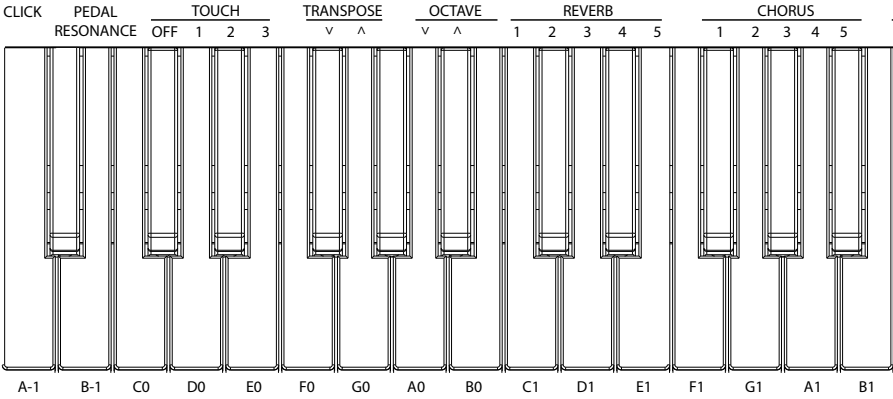 CLICK PEDAL TOUCH TRANSPOSE OCTAVE REVERB CHORUS
RESONANCE OFF 1 2 3 ˅ ˄ ˅ ˄ 1 2 3 4 5 1 2 3 4 5
A-1 B-1 C0 D0 E0 F0 G0 A0 B0 C1 D1 E1 F1 G1 A1 B1